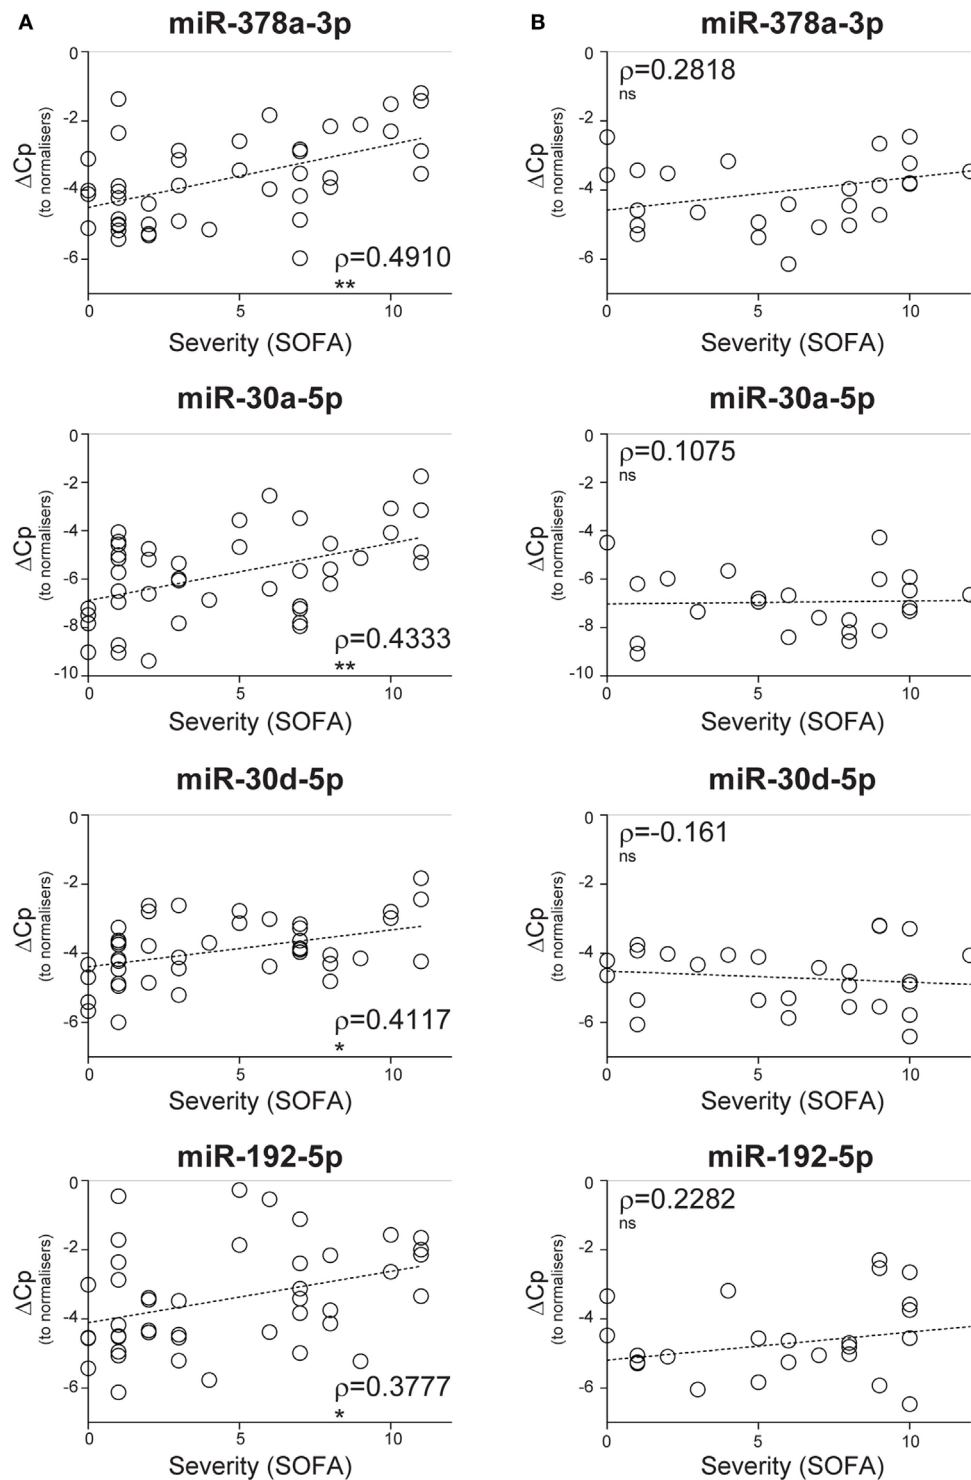 A
miR-378a-3p
0
-2
-4
-6
ΔCp
(to normalisers)
ρ=0.4910
**
0 5 10
Severity (SOFA)
B
miR-378a-3p
0
-2
-4
-6
ΔCp
(to normalisers)
ρ=0.2818
ns
0 5 10
Severity (SOFA)
miR-30a-5p
0
-2
-4
-6
-8
-10
ΔCp
(to normalisers)
ρ=0.4333
**
0 5 10
Severity (SOFA)
miR-30a-5p
0
-2
-4
-6
-8
-10
ΔCp
(to normalisers)
ρ=0.1075
ns
0 5 10
Severity (SOFA)
miR-30d-5p
0
-2
-4
-6
ΔCp
(to normalisers)
ρ=0.4117
*
0 5 10
Severity (SOFA)
miR-30d-5p
0
-2
-4
-6
ΔCp
(to normalisers)
ρ=-0.161
ns
0 5 10
Severity (SOFA)
miR-192-5p
0
-2
-4
-6
ΔCp
(to normalisers)
ρ=0.3777
*
0 5 10
Severity (SOFA)
miR-192-5p
0
-2
-4
-6
ΔCp
(to normalisers)
ρ=0.2282
ns
0 5 10
Severity (SOFA)